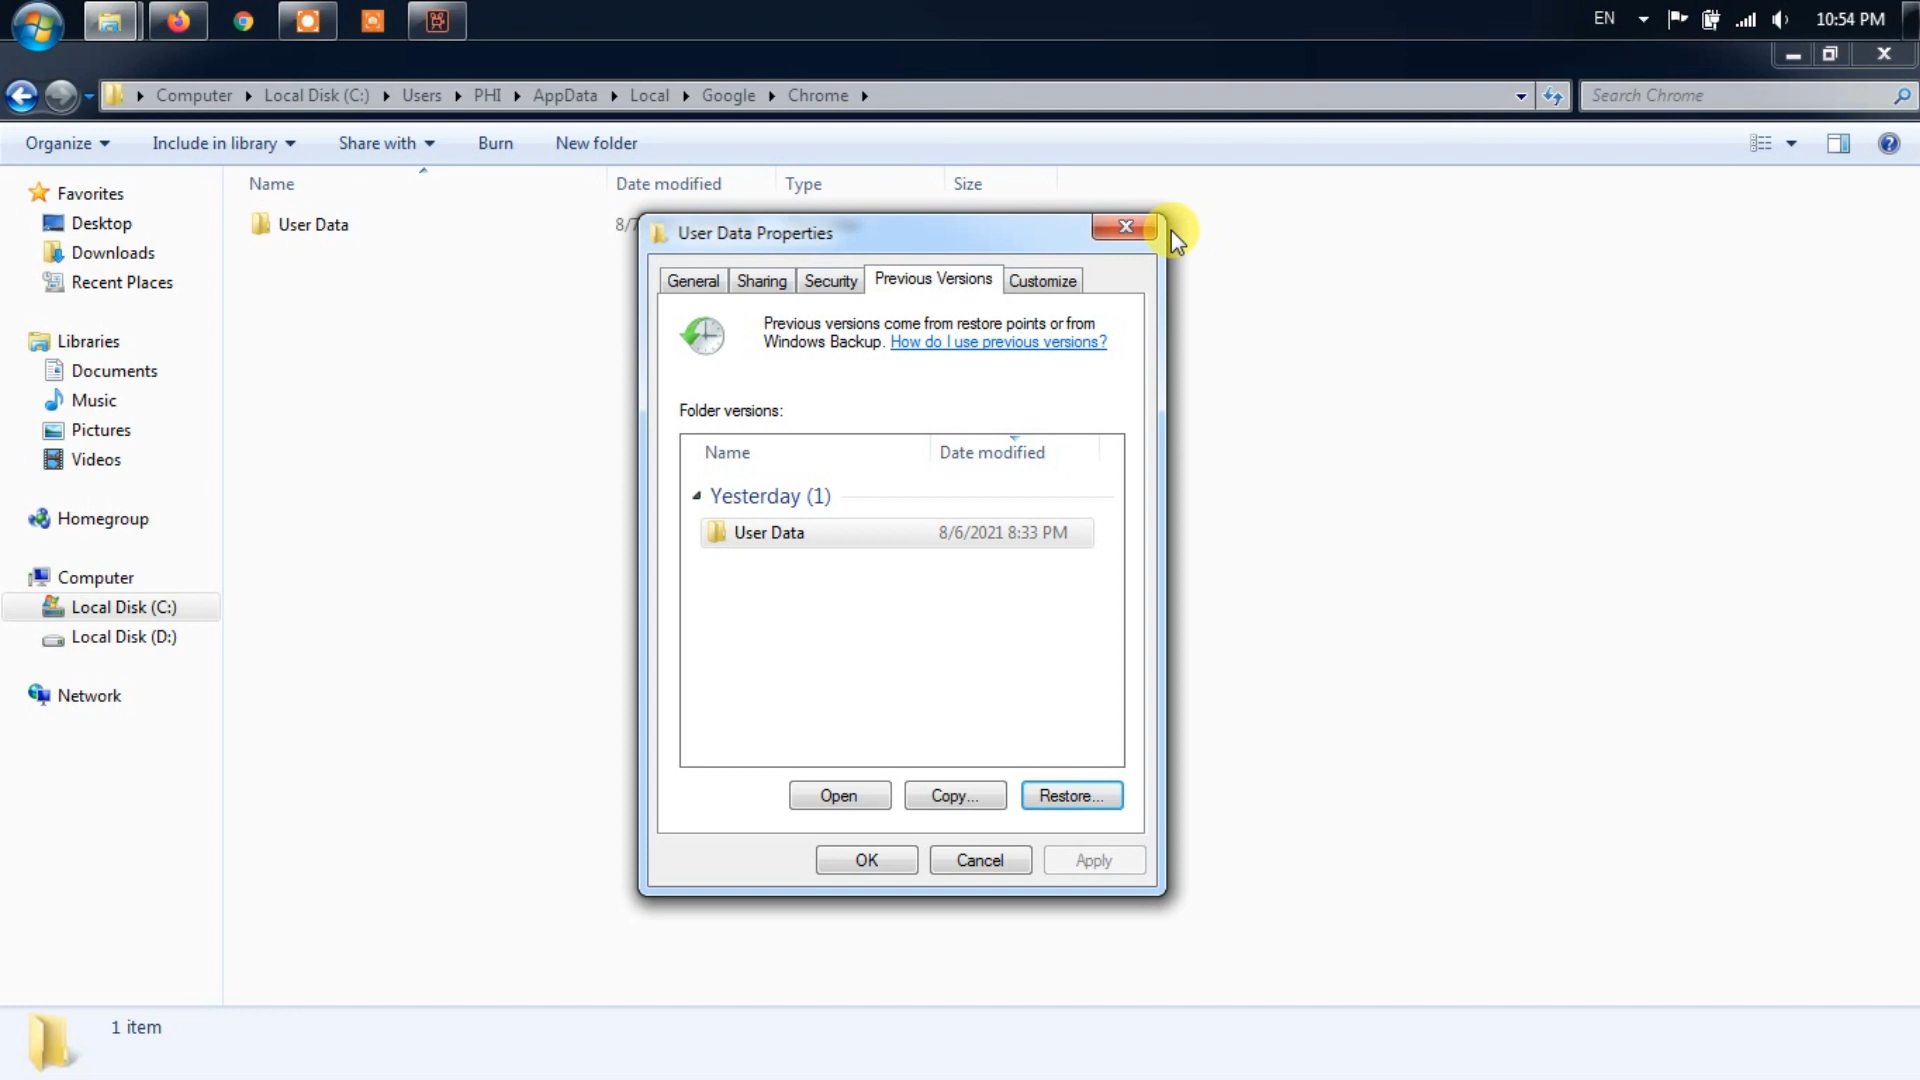 EN
10:54 PM
Computer
Local Disk (C:)
Users
PHI
AppData
Local
Google
Chrome
Search Chrome
Organize
Include in library
Share with
Burn
New folder
Name
Date modified
Type
Size
Favorites
Desktop
Downloads
Recent Places
Libraries
Documents
Music
Pictures
Videos
Homegroup
Computer
Local Disk (C:)
Local Disk (D:)
Network
User Data
8/7
User Data Properties
General
Sharing
Security
Previous Versions
Customize
Previous versions come from restore points or from
Windows Backup. How do I use previous versions?
Folder versions:
Name
Date modified
Yesterday (1)
User Data
8/6/2021 8:33 PM
Open
Copy...
Restore...
OK
Cancel
Apply
1 item